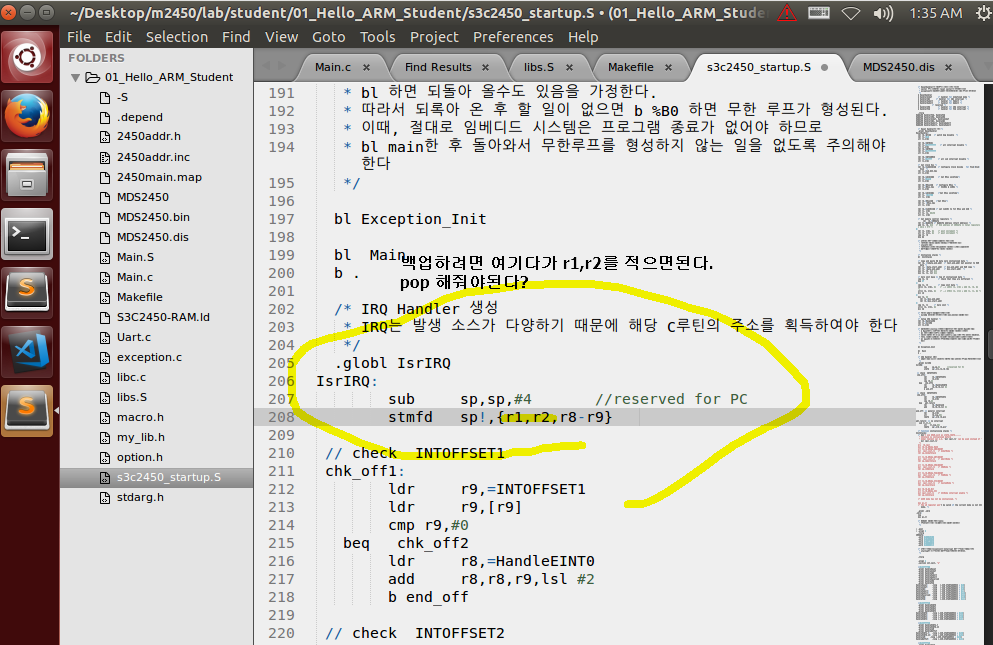 ~/Desktop/m2450/lab/student/01_Hello_ARM_Student/s3c2450_startup.S • (01_Hello_ARM_Stude
1:35 AM
File Edit Selection Find View Goto Tools Project Preferences Help
FOLDERS
01_Hello_ARM_Student
-S
.depend
2450addr.h
2450addr.inc
2450main.map
MDS2450
MDS2450.bin
MDS2450.dis
Main.S
Main.c
Makefile
S3C2450-RAM.ld
Uart.c
exception.c
libc.c
libs.S
macro.h
my_lib.h
option.h
s3c2450_startup.S
stdarg.h
Main.c × Find Results × libs.S × Makefile × s3c2450_startup.S • MDS2450.dis ×
191 * bl 하면 되돌아 올수도 있음을 가정한다.
192 * 따라서 되록아 온 후 할 일이 없으면 b %B0 하면 무한 루프가 형성된다.
193 * 이때, 절대로 임베디드 시스템은 프로그램 종료가 없어야 하므로
194 * bl main한 후 돌아와서 무한루프를 형성하지 않는 일을 없도록 주의해야
한다
195 */
196
197 bl Exception_Init
198
199 bl Main
200 b .
백업하려면 여기다가 r1,r2를 적으면된다.
pop 해줘야된다?
201
202 /* IRQ Handler 생성
203 * IRQ는 발생 소스가 다양하기 때문에 해당 C루틴의 주소를 획득하여야 한다
204 */
205 .globl IsrIRQ
206 IsrIRQ:
207 sub sp,sp,#4 //reserved for PC
208 stmfd sp!,{r1,r2,r8-r9}
209
210 // check INTOFFSET1
211 chk_off1:
212 ldr r9,=INTOFFSET1
213 ldr r9,[r9]
214 cmp r9,#0
215 beq chk_off2
216 ldr r8,=HandleEINT0
217 add r8,r8,r9,lsl #2
218 b end_off
219
220 // check INTOFFSET2